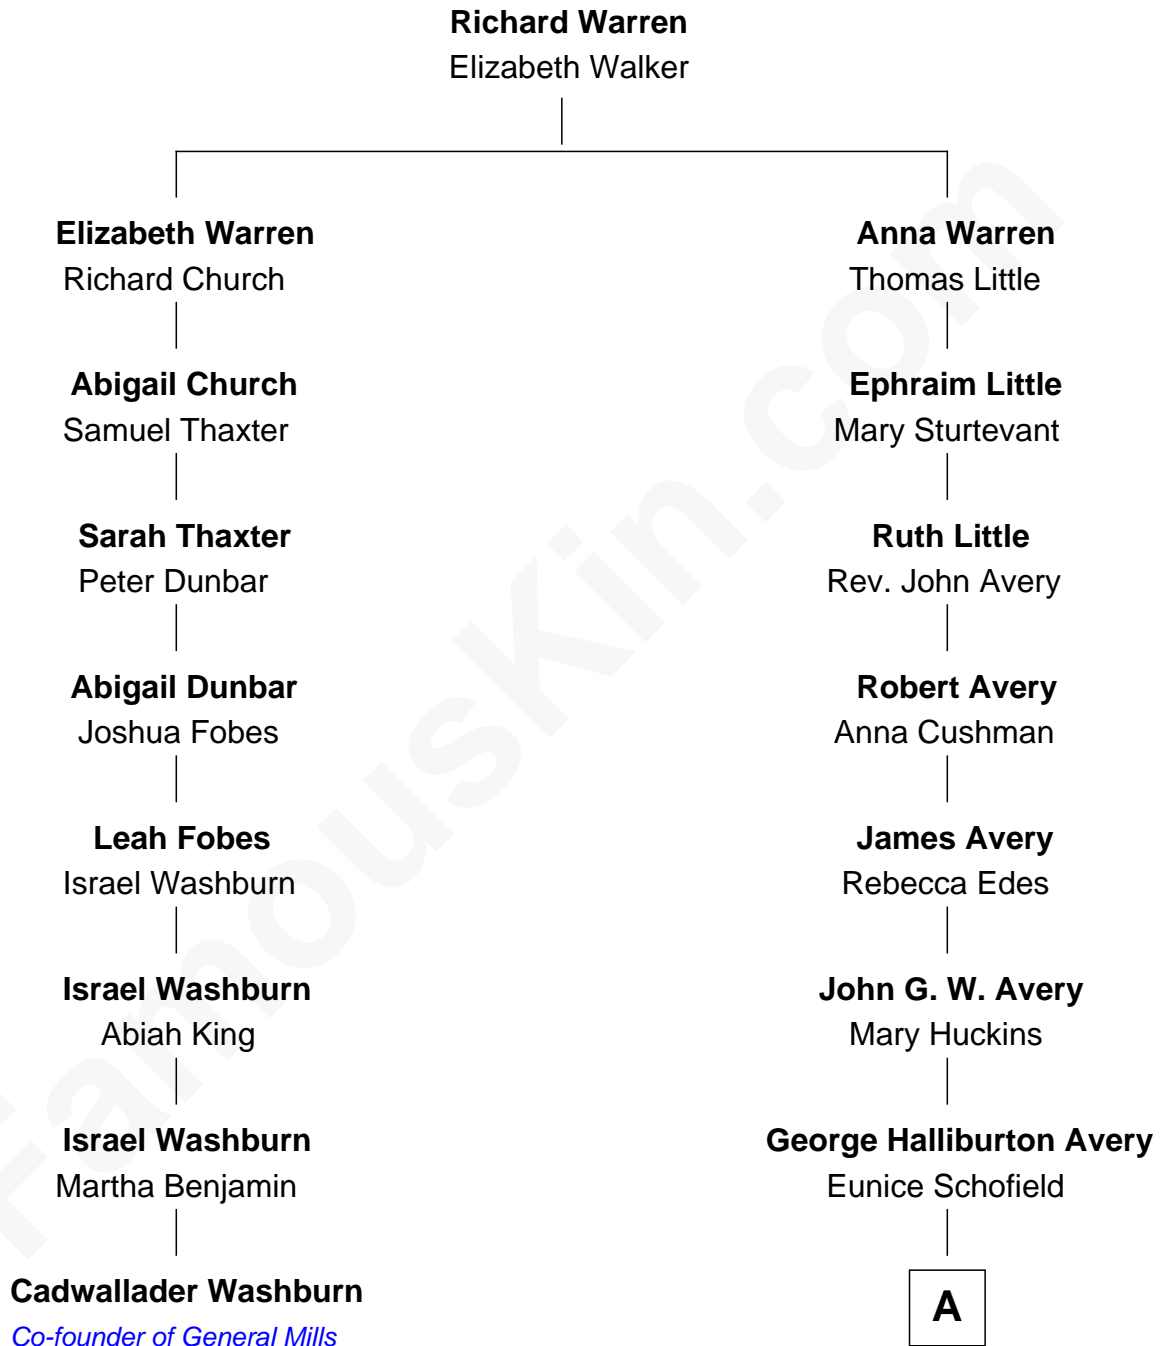 Richard Warren
Elizabeth Walker
Elizabeth Warren
Richard Church
Abigail Church
Samuel Thaxter
Sarah Thaxter
Peter Dunbar
Abigail Dunbar
Joshua Fobes
Leah Fobes
Israel Washburn
Israel Washburn
Abiah King
Israel Washburn
Martha Benjamin
Cadwallader Washburn
Co-founder of General Mills
Anna Warren
Thomas Little
Ephraim Little
Mary Sturtevant
Ruth Little
Rev. John Avery
Robert Avery
Anna Cushman
James Avery
Rebecca Edes
John G. W. Avery
Mary Huckins
George Halliburton Avery
Eunice Schofield
A
FamousKin.com